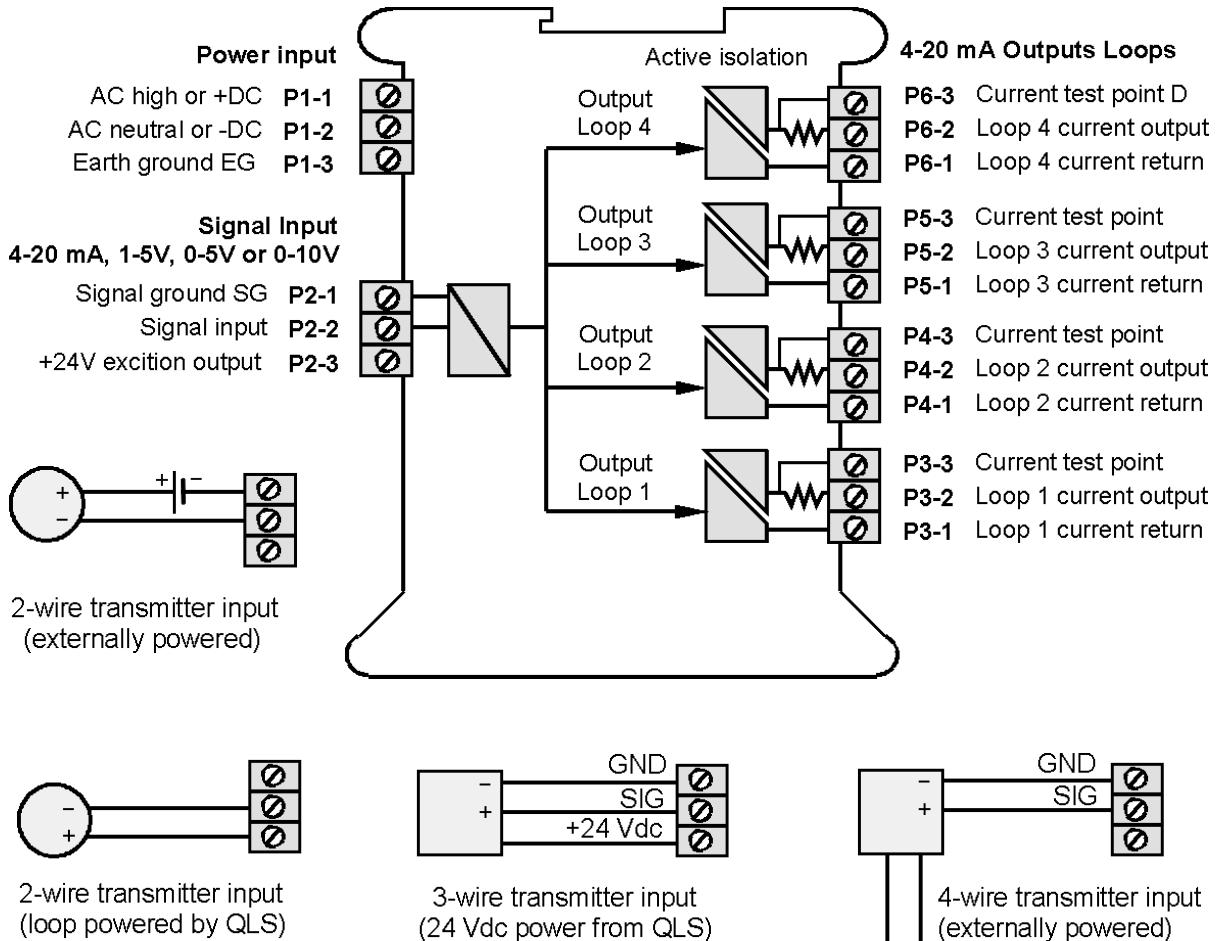 Power input
AC high or +DC P1-1
AC neutral or -DC P1-2
Earth ground EG P1-3
Signal Input
4-20 mA, 1-5V, 0-5V or 0-10V
Signal ground SG P2-1
Signal input P2-2
+24V excition output P2-3
Active isolation
Output
Loop 4
Output
Loop 3
Output
Loop 2
Output
Loop 1
4-20 mA Outputs Loops
P6-3 Current test point D
P6-2 Loop 4 current output
P6-1 Loop 4 current return
P5-3 Current test point
P5-2 Loop 3 current output
P5-1 Loop 3 current return
P4-3 Current test point
P4-2 Loop 2 current output
P4-1 Loop 2 current return
P3-3 Current test point
P3-2 Loop 1 current output
P3-1 Loop 1 current return
+ + −
−
2-wire transmitter input
(externally powered)
−
+
2-wire transmitter input
(loop powered by QLS)
− GND
+ SIG
+24 Vdc
3-wire transmitter input
(24 Vdc power from QLS)
− GND
+ SIG
4-wire transmitter input
(externally powered)